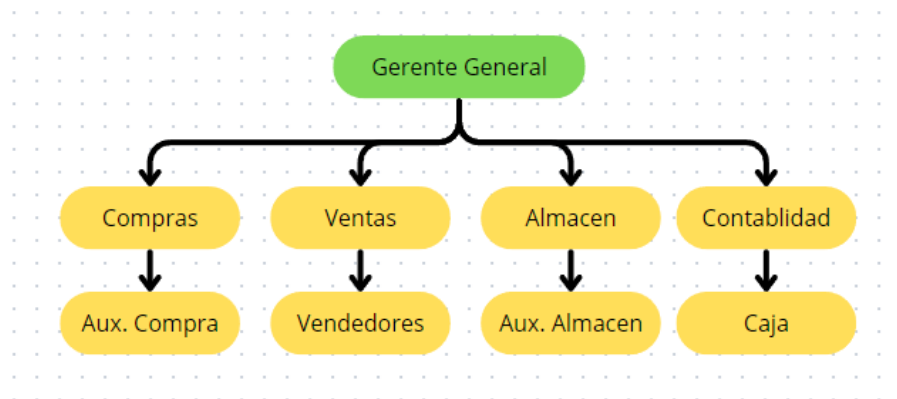 Gerente General
Compras
Ventas
Almacen
Contablidad
Aux. Compra
Vendedores
Aux. Almacen
Caja